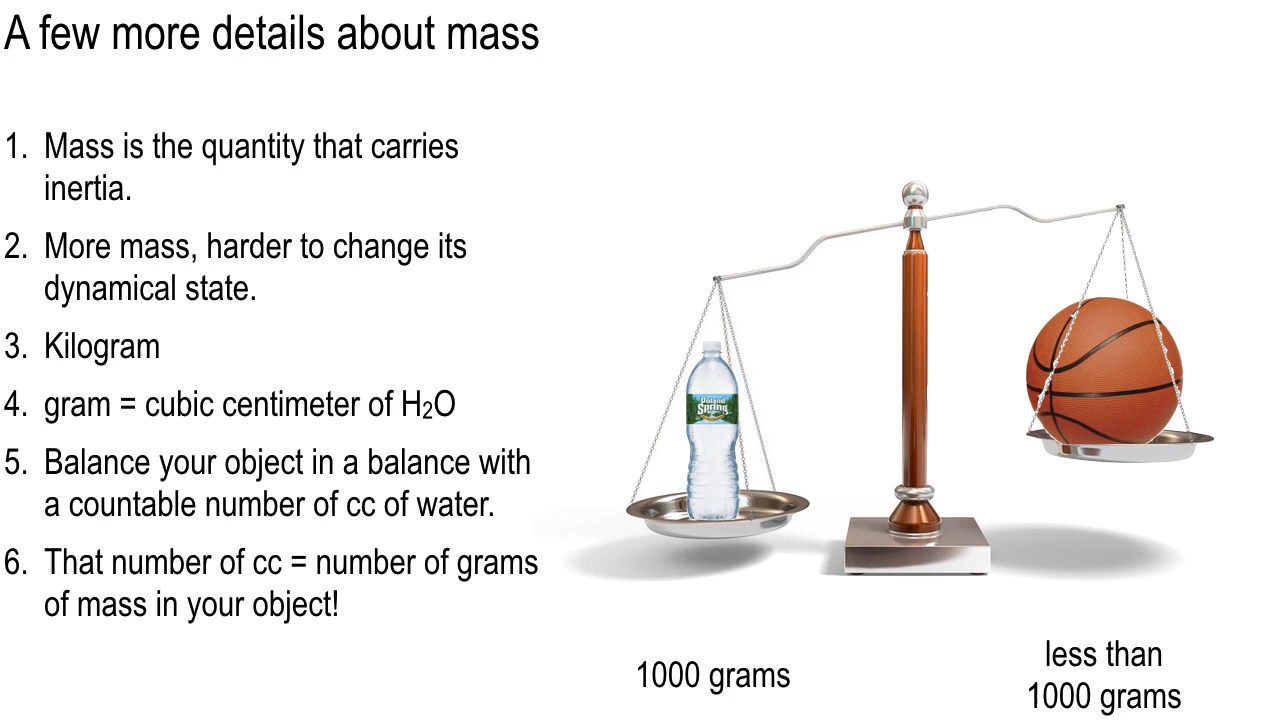 A few more details about mass
1. Mass is the quantity that carries
inertia.
2. More mass, harder to change its
dynamical state.
3. Kilogram
4. gram = cubic centimeter of H₂O
5. Balance your object in a balance with
a countable number of cc of water.
6. That number of cc = number of grams
of mass in your object!
Poland
Spring
1000 grams
less than
1000 grams